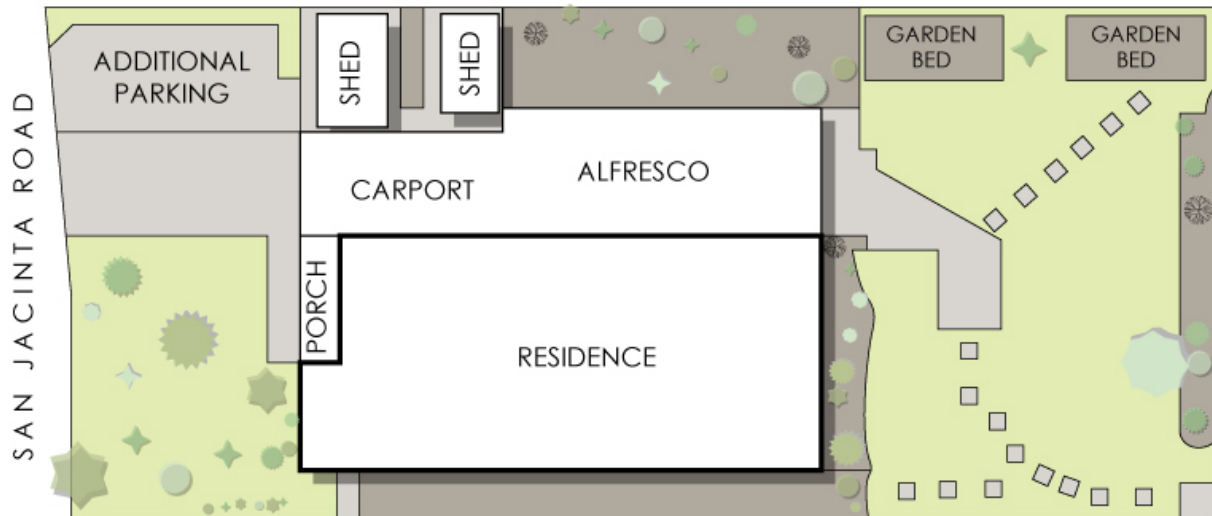 SAN JACINTA ROAD
ADDITIONAL
PARKING
SHED
SHED
GARDEN
BED
GARDEN
BED
CARPORT
ALFRESCO
PORCH
RESIDENCE